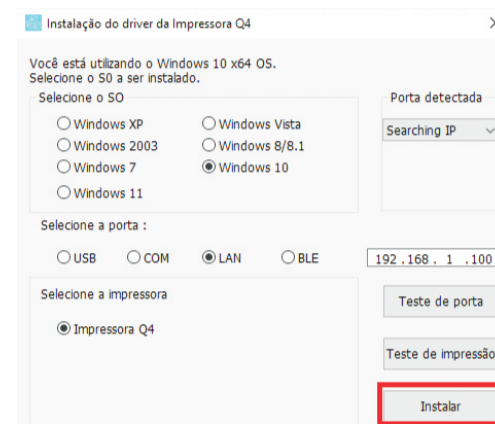 Instalação do driver da Impressora Q4
Você está utilizando o Windows 10 x64 OS.
Selecione o S0 a ser instalado.
Selecione o SO
Porta detectada
Windows XP
Windows Vista
Searching IP
Windows 2003
Windows 8/8.1
Windows 7
Windows 10
Windows 11
Selecione a porta :
USB
COM
LAN
BLE
192 .168 . 1 .100
Selecione a impressora
Teste de porta
Impressora Q4
Teste de impressão
Instalar